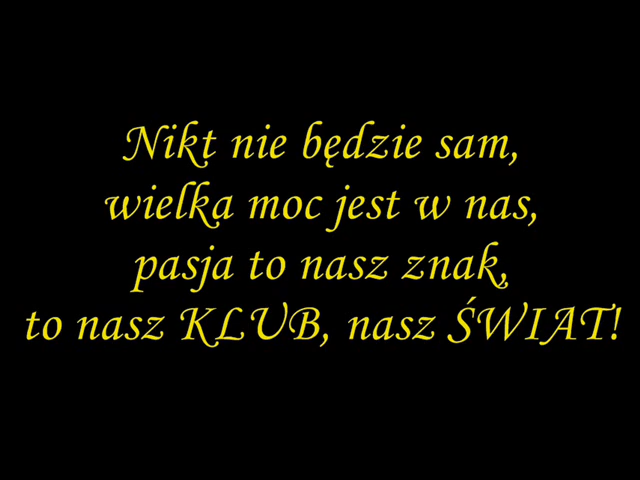 Nikt nie będzie sam,
wielka moc jest w nas,
pasja to nasz znak,
to nasz KLUB, nasz ŚWIAT!